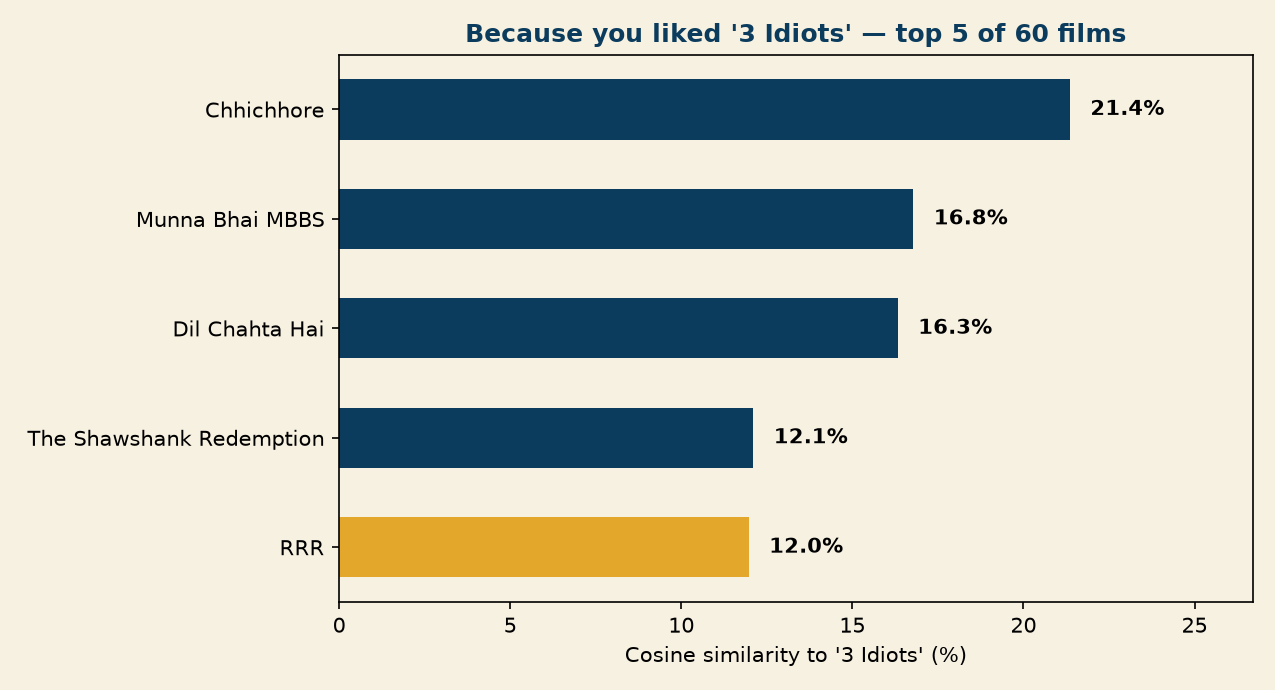 Because you liked '3 Idiots' — top 5 of 60 films
Chhichhore
21.4%
Munna Bhai MBBS
16.8%
Dil Chahta Hai
16.3%
The Shawshank Redemption
12.1%
RRR
12.0%
0 5 10 15 20 25
Cosine similarity to '3 Idiots' (%)